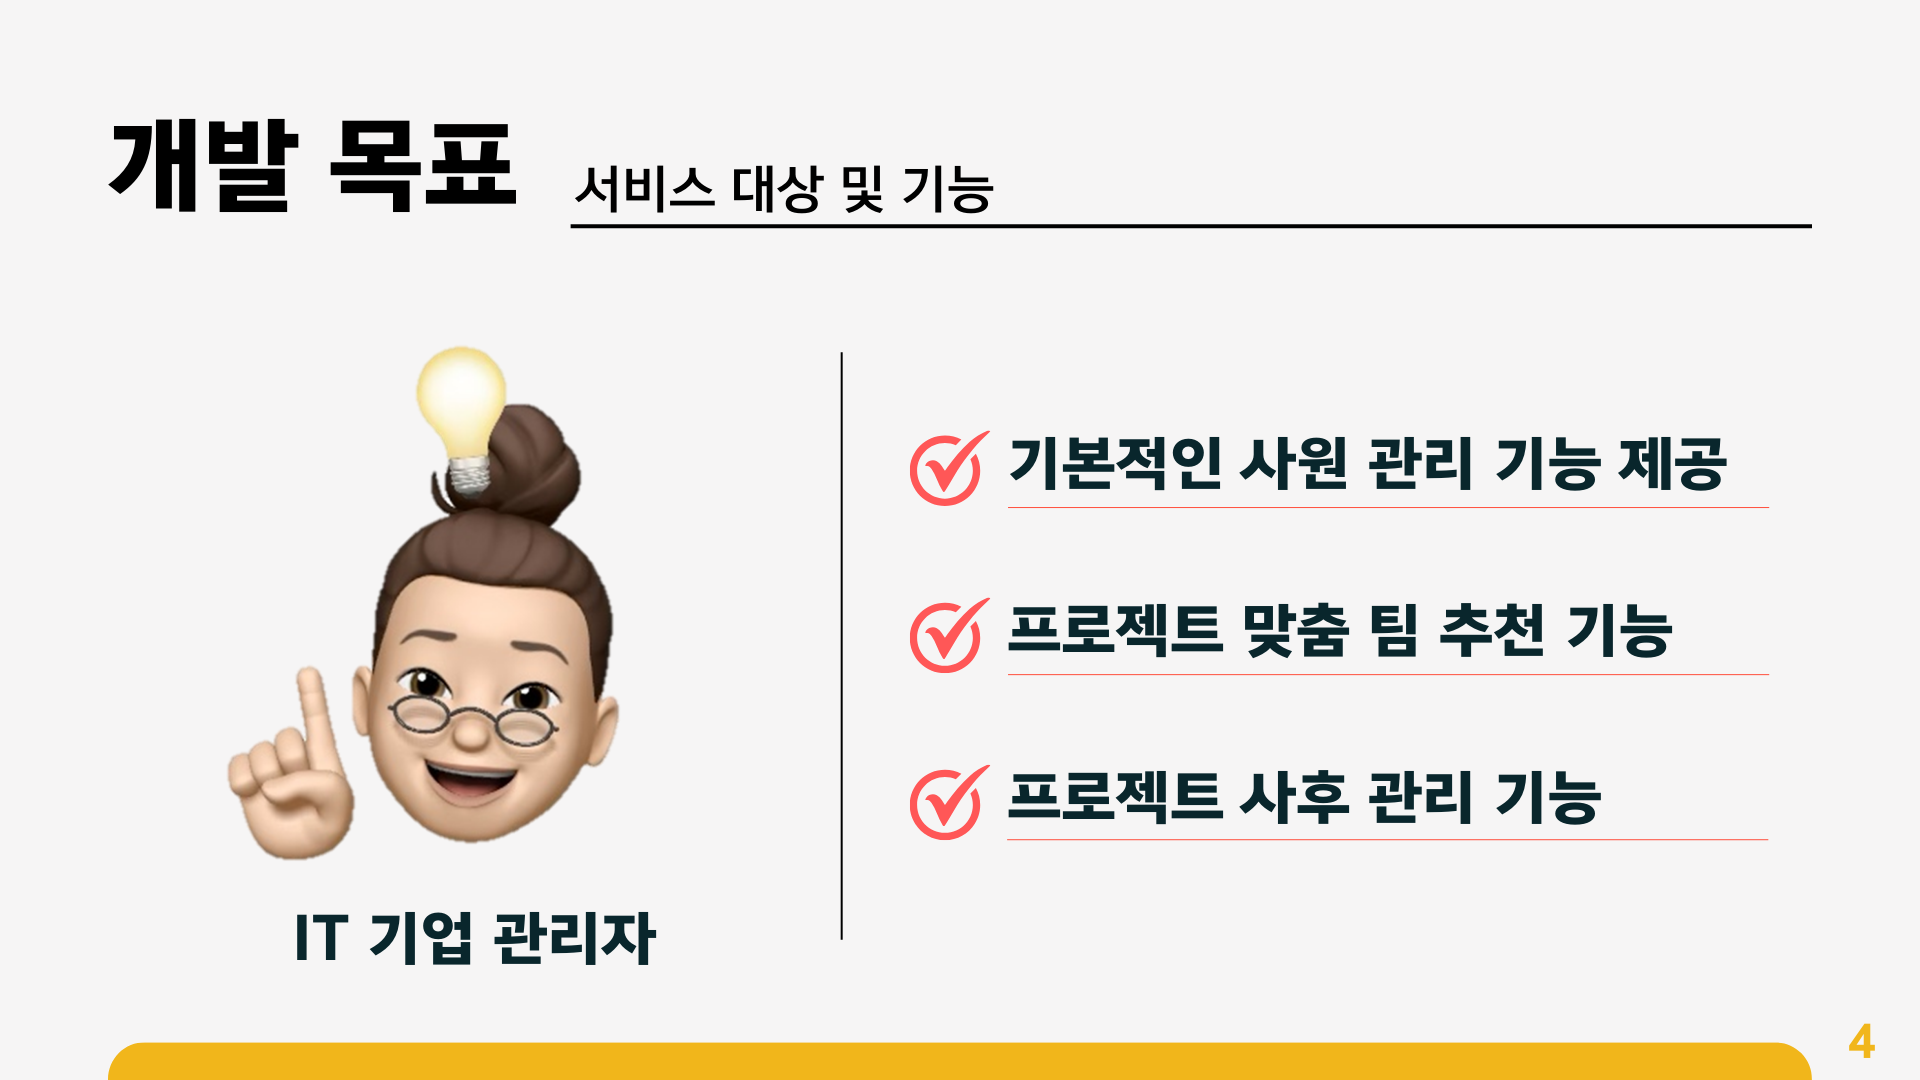 개발 목표
서비스 대상 및 기능
기본적인 사원 관리 기능 제공
프로젝트 맞춤 팀 추천 기능
프로젝트 사후 관리 기능
IT 기업 관리자
4